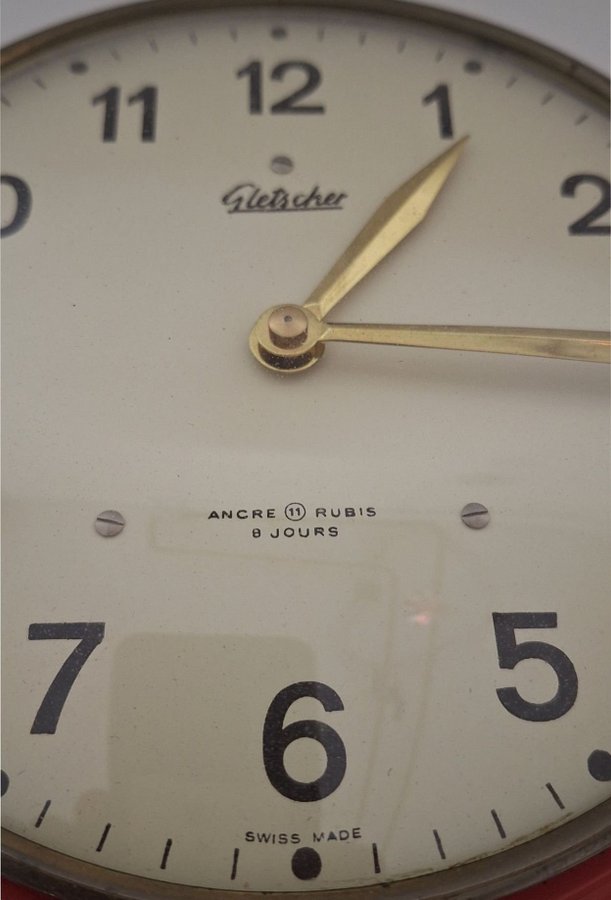 12
11
1
Gletscher
2
ANCRE 11 RUBIS
8 JOURS
7
5
6
SWISS MADE